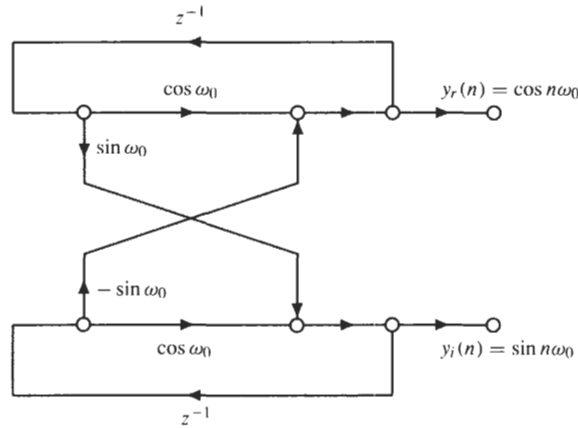 z⁻¹
cos ω₀
yᵣ(n) = cos nω₀
sin ω₀
− sin ω₀
cos ω₀
yᵢ(n) = sin nω₀
z⁻¹